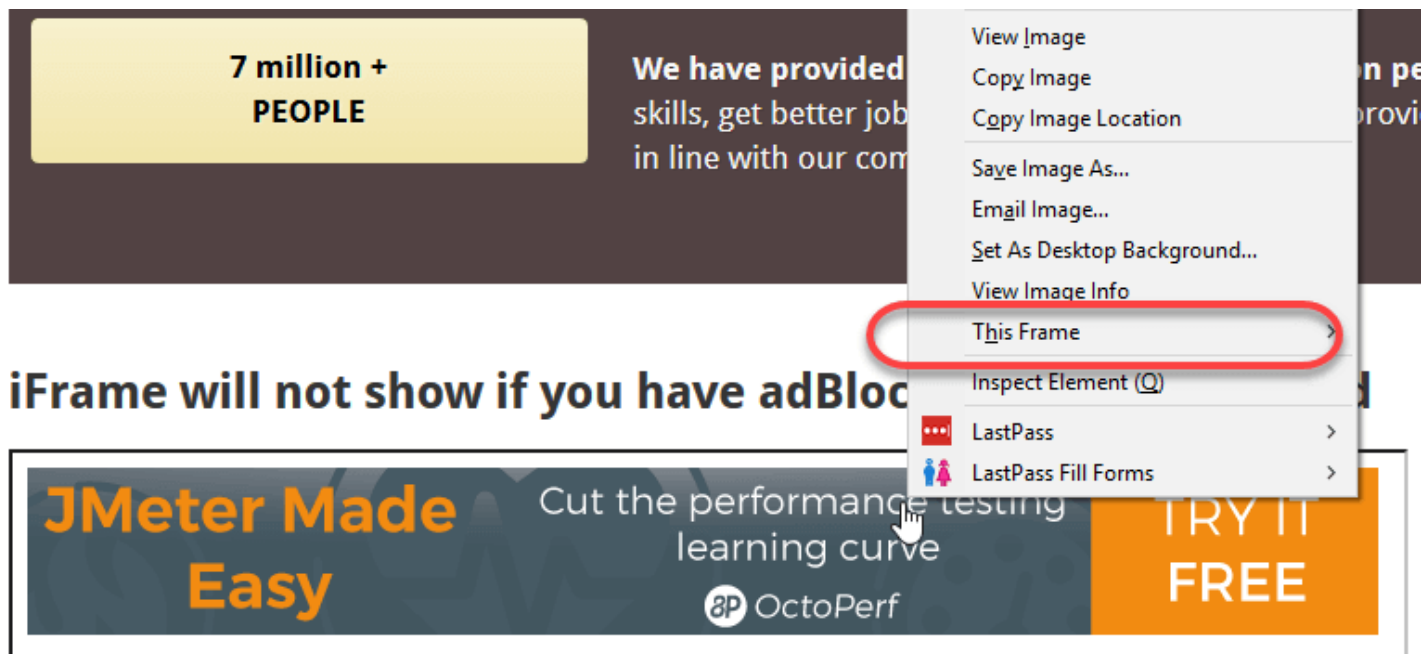 7 million +
PEOPLE
We have provided
n pe
skills, get better job
provi
in line with our com
View Image
Copy Image
Copy Image Location
Save Image As...
Email Image...
Set As Desktop Background...
View Image Info
This Frame
Inspect Element (Q)
LastPass
LastPass Fill Forms
iFrame will not show if you have adBloc
JMeter Made
Easy
Cut the performance testing
learning curve
8P OctoPerf
TRY IT
FREE